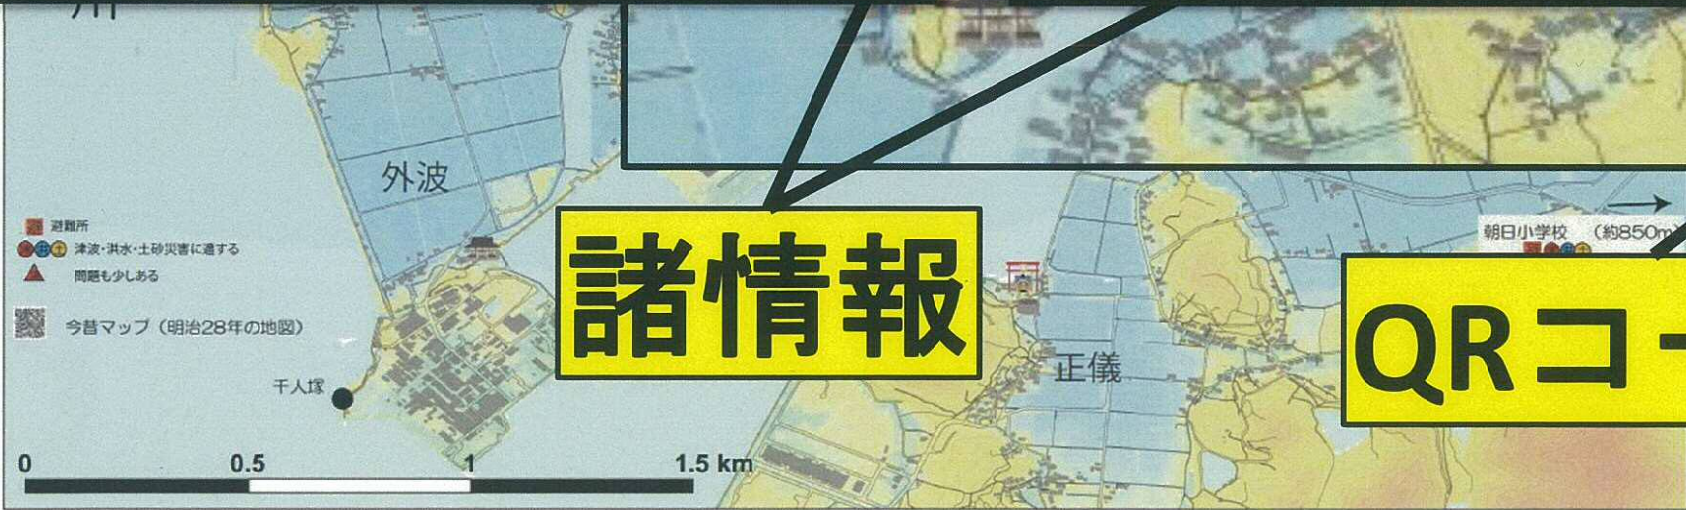 外波
避難所
津波・洪水・土砂災害に適する
問題も少しある
今昔マップ（明治28年の地図）
千人塚
諸情報
正儀
朝日小学校　（約850m）
QRコー
0 0.5 1 1.5 km